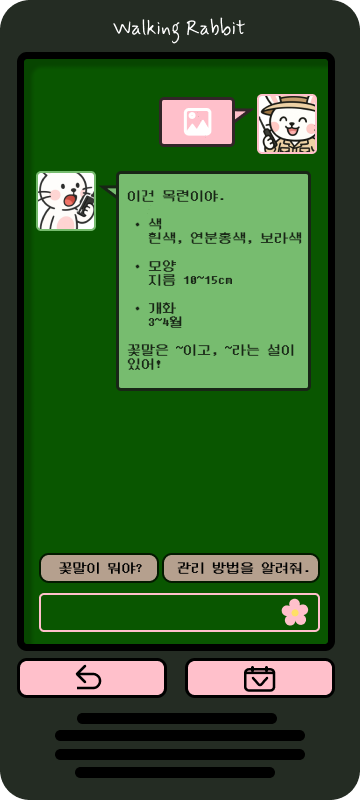 Walking Rabbit
이건 목련이야.
• 색
흰색, 연분홍색, 보라색
• 모양
지름 10~15cm
• 개화
3~4월
꽃말은 ~이고, ~라는 설이
있어!
꽃말이 뭐야?
관리 방법을 알려줘.